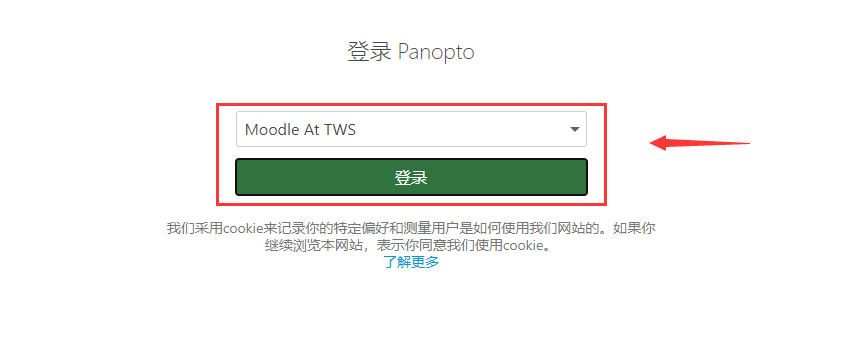 登录 Panopto
Moodle At TWS
登录
我们采用cookie来记录你的特定偏好和测量用户是如何使用我们网站的。如果你
继续浏览本网站，表示你同意我们使用cookie。
了解更多